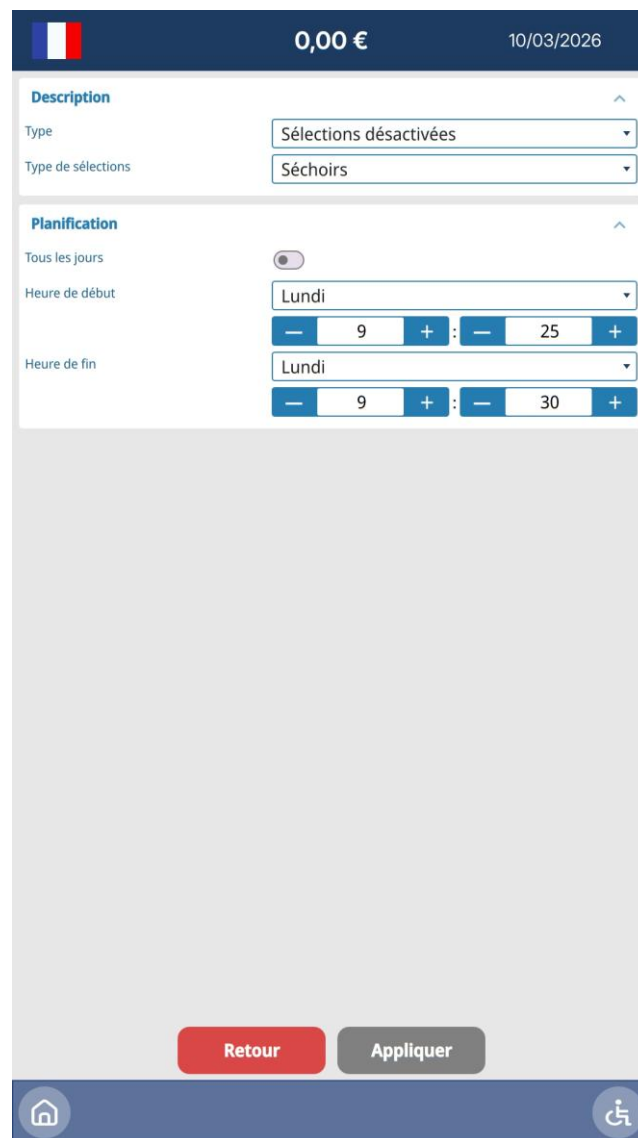 0,00 €
10/03/2026
Description
Type
Sélections désactivées
Type de sélections
Séchoirs
Planification
Tous les jours
Heure de début
Lundi
— 9 + : — 25 +
Heure de fin
Lundi
— 9 + : — 30 +
Retour
Appliquer